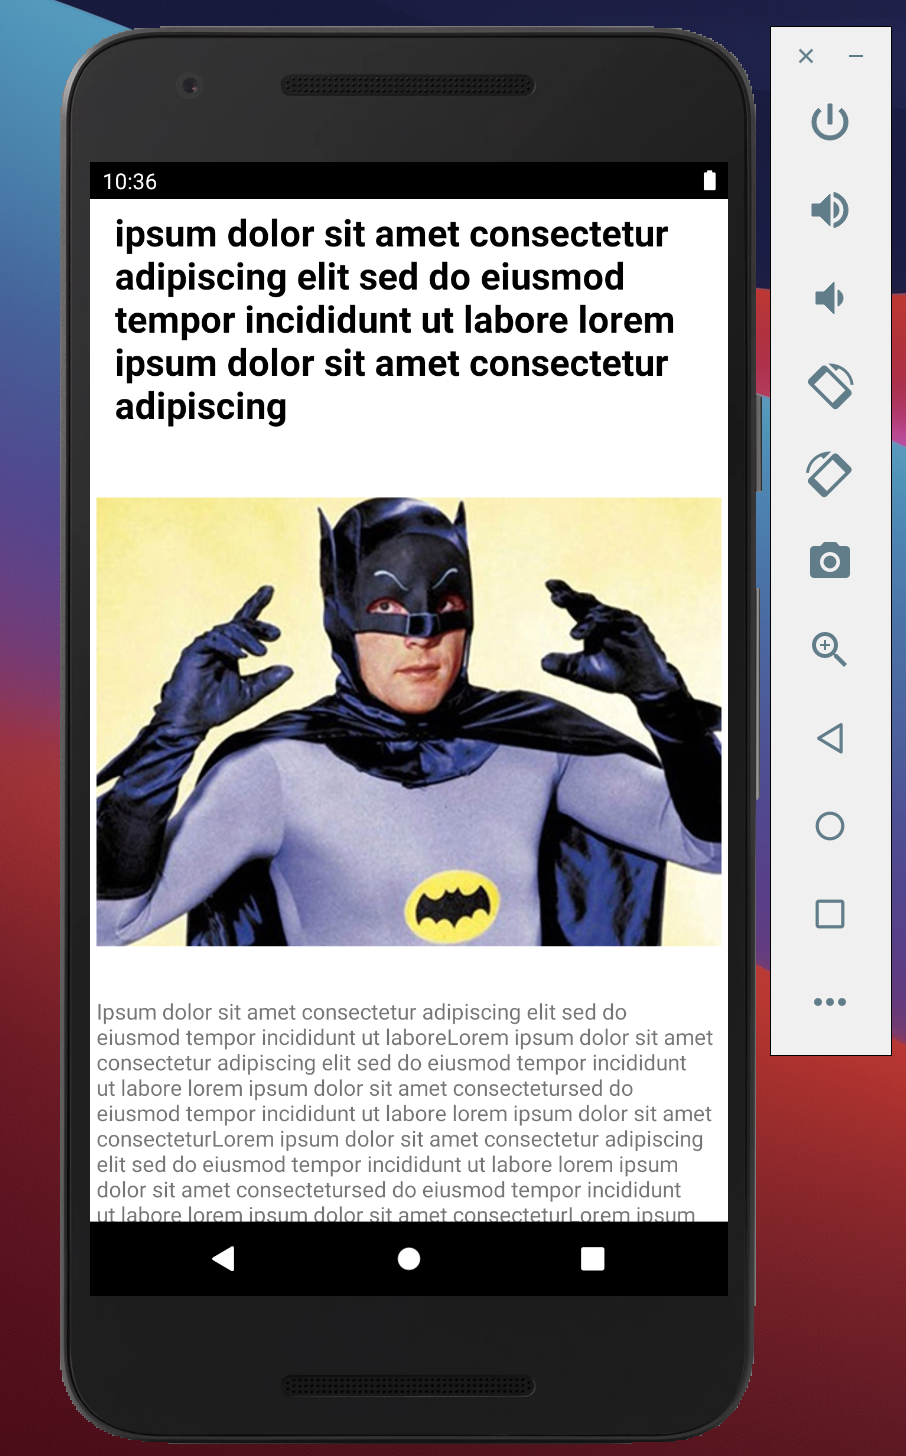 10:36
ipsum dolor sit amet consectetur
adipiscing elit sed do eiusmod
tempor incididunt ut labore lorem
ipsum dolor sit amet consectetur
adipiscing
Ipsum dolor sit amet consectetur adipiscing elit sed do
eiusmod tempor incididunt ut laboreLorem ipsum dolor sit amet
consectetur adipiscing elit sed do eiusmod tempor incididunt
ut labore lorem ipsum dolor sit amet consectetursed do
eiusmod tempor incididunt ut labore lorem ipsum dolor sit amet
consecteturLorem ipsum dolor sit amet consectetur adipiscing
elit sed do eiusmod tempor incididunt ut labore lorem ipsum
dolor sit amet consectetursed do eiusmod tempor incididunt
ut labore lorem ipsum dolor sit amet consecteturLorem ipsum